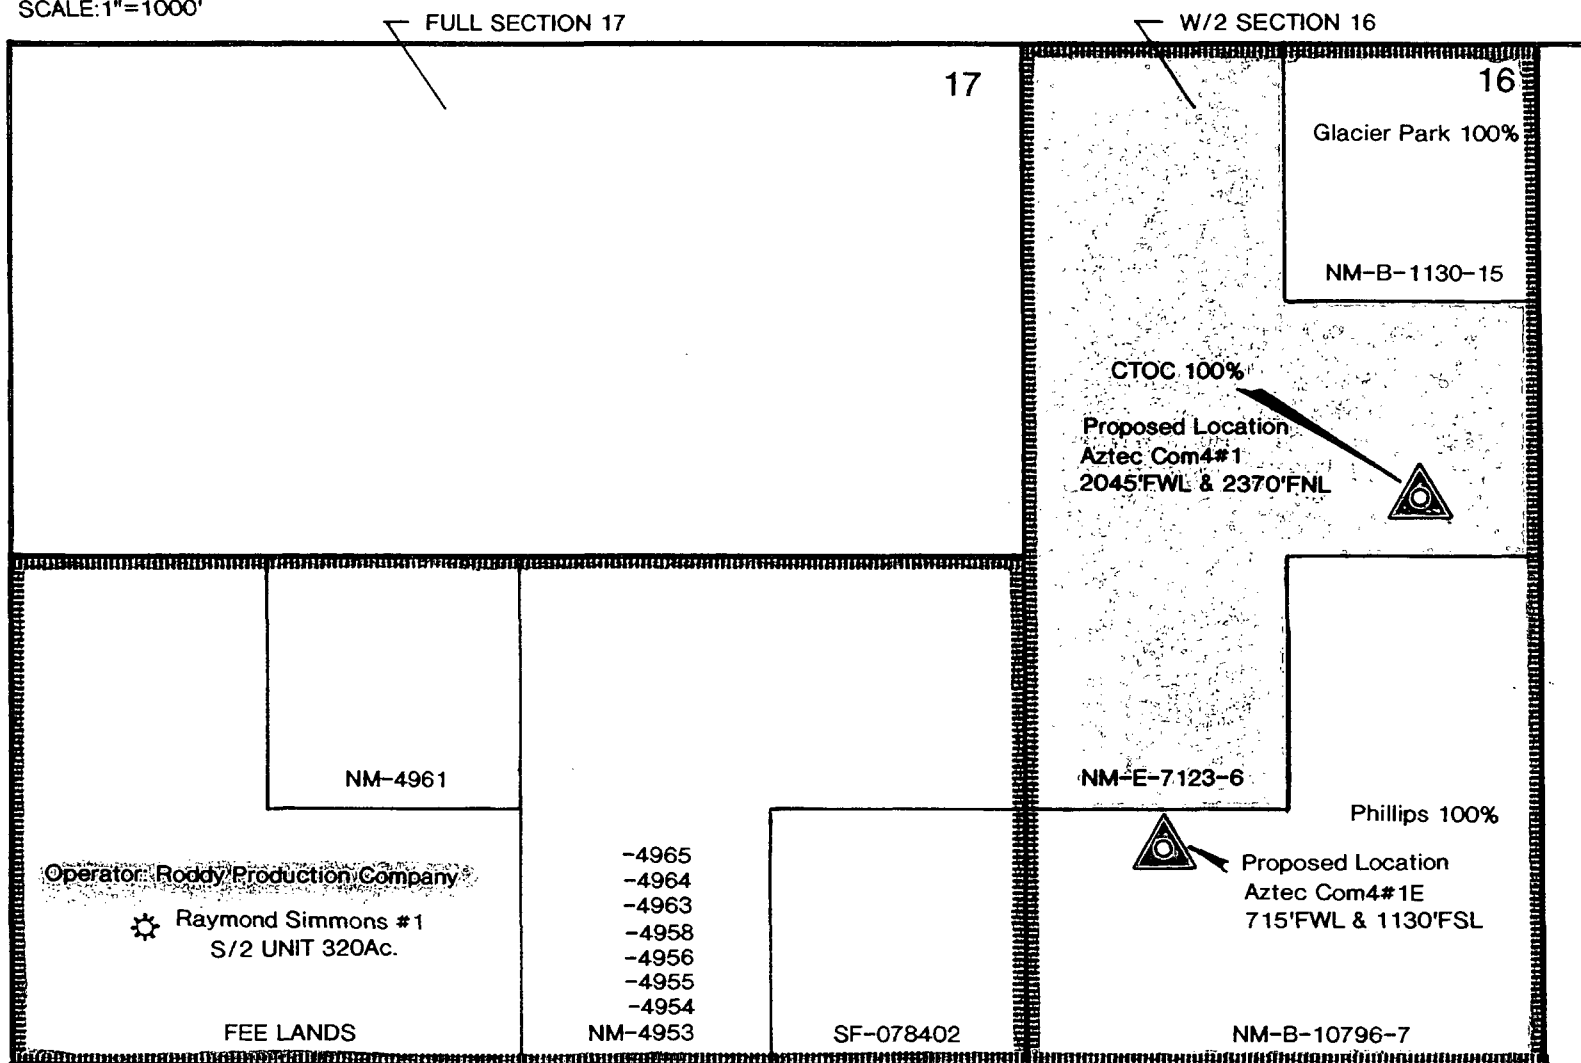 SCALE:1"=1000'
FULL SECTION 17
W/2 SECTION 16
17
16
Glacier Park 100%
NM-B-1130-15
CTOC 100%
Proposed Location
Aztec Com4#1
2045'FWL & 2370'FNL
NM-4961
NM-E-7123-6
Phillips 100%
Proposed Location
Aztec Com4#1E
715'FWL & 1130'FSL
Operator: Roddy Production Company
Raymond Simmons #1
S/2 UNIT 320Ac.
-4965
-4964
-4963
-4958
-4956
-4955
-4954
FEE LANDS
NM-4953
SF-078402
NM-B-10796-7